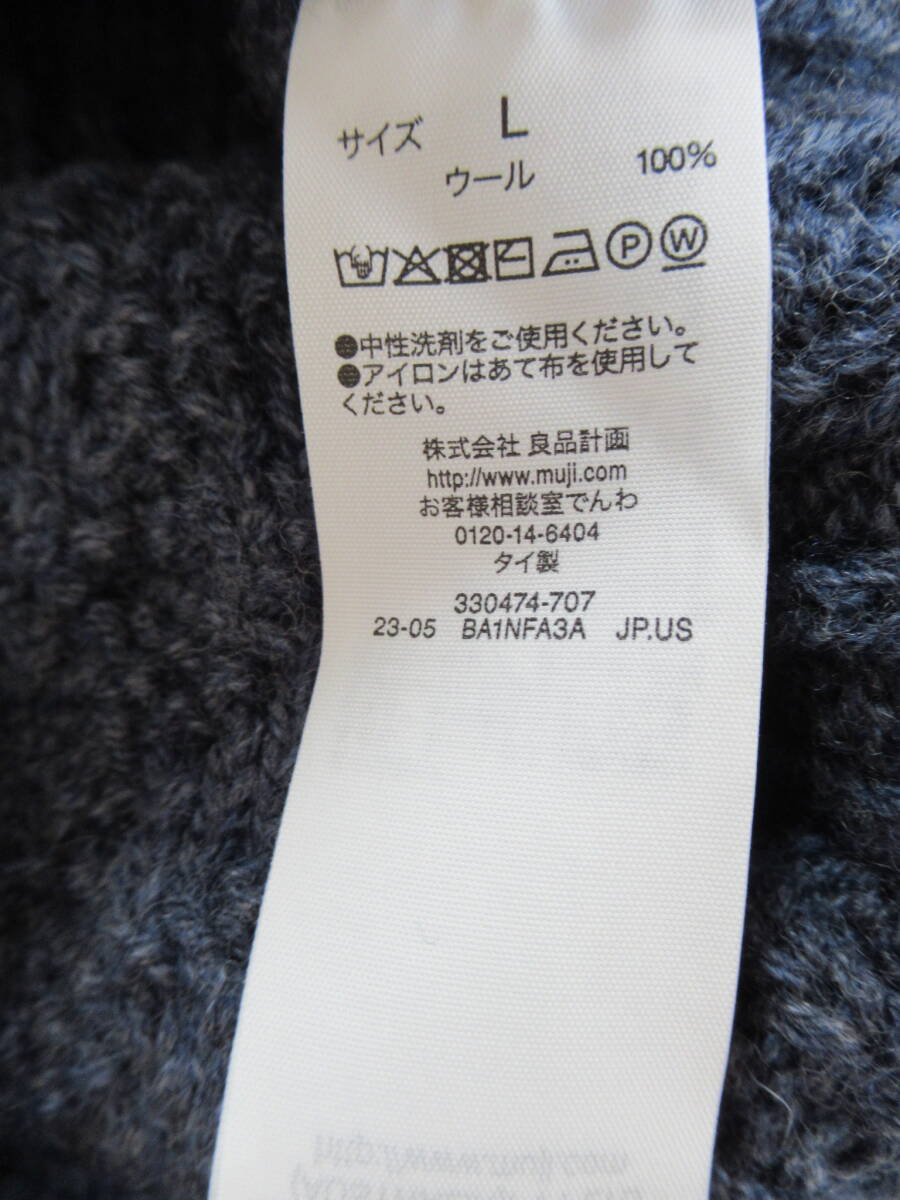 サイズ L
ウール 100%
P W
●中性洗剤をご使用ください。
●アイロンはあて布を使用して
ください。
株式会社 良品計画
http://www.muji.com
お客様相談室でんわ
0120-14-6404
タイ製
330474-707
23-05 BA1NFA3A JP.US